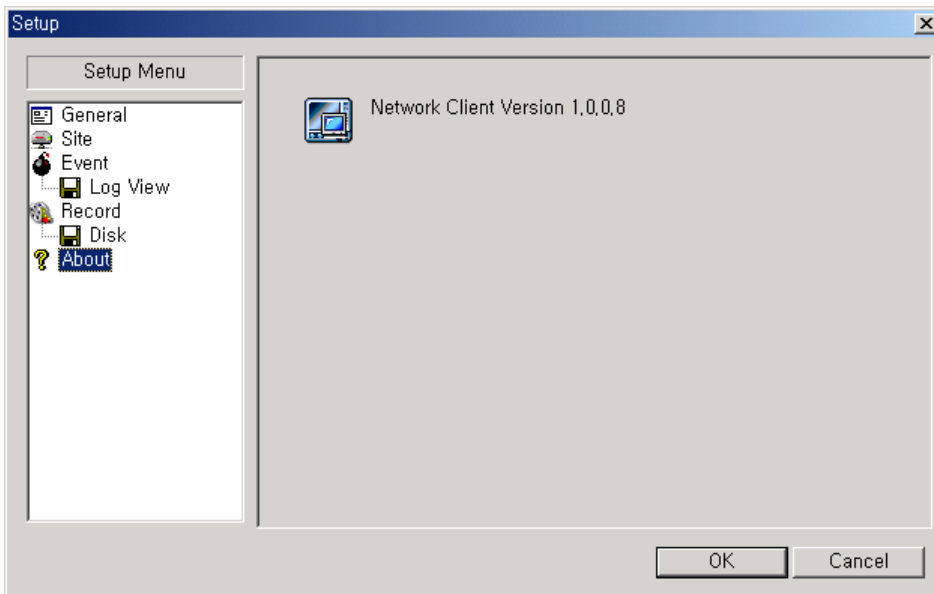 Setup
Setup Menu
General
Site
Event
Log View
Record
Disk
About
Network Client Version 1,0,0,8
OK
Cancel